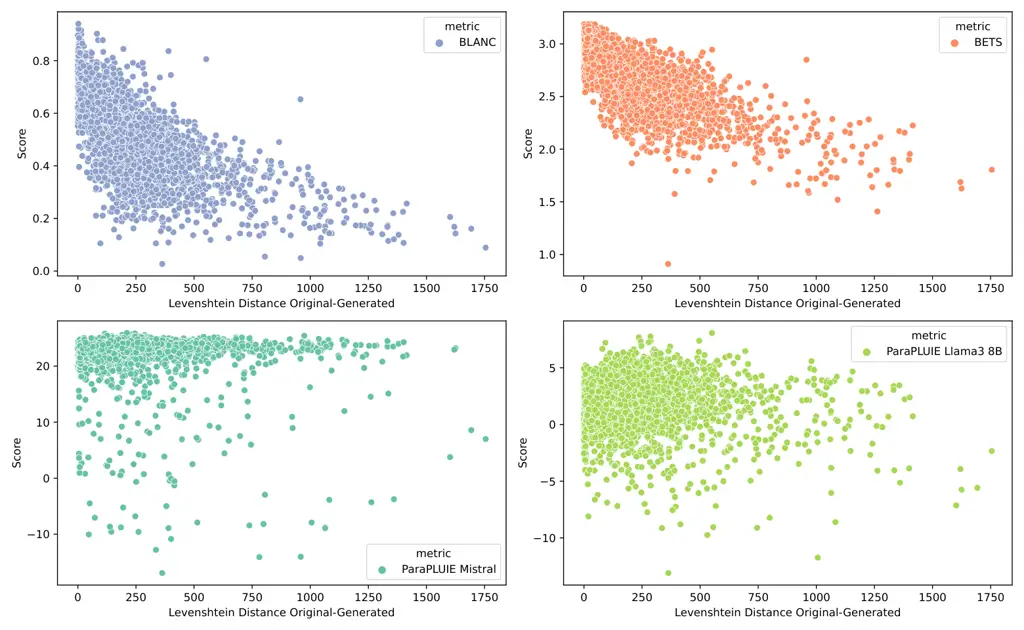 metric
BLANC
0.8
0.6
0.4
0.2
0.0
Score
0 250 500 750 1000 1250 1500 1750
Levenshtein Distance Original-Generated
metric
BETS
3.0
2.5
2.0
1.5
1.0
Score
0 250 500 750 1000 1250 1500 1750
Levenshtein Distance Original-Generated
20
10
0
−10
Score
metric
ParaPLUIE Mistral
0 250 500 750 1000 1250 1500 1750
Levenshtein Distance Original-Generated
metric
ParaPLUIE Llama3 8B
5
0
−5
−10
Score
0 250 500 750 1000 1250 1500 1750
Levenshtein Distance Original-Generated